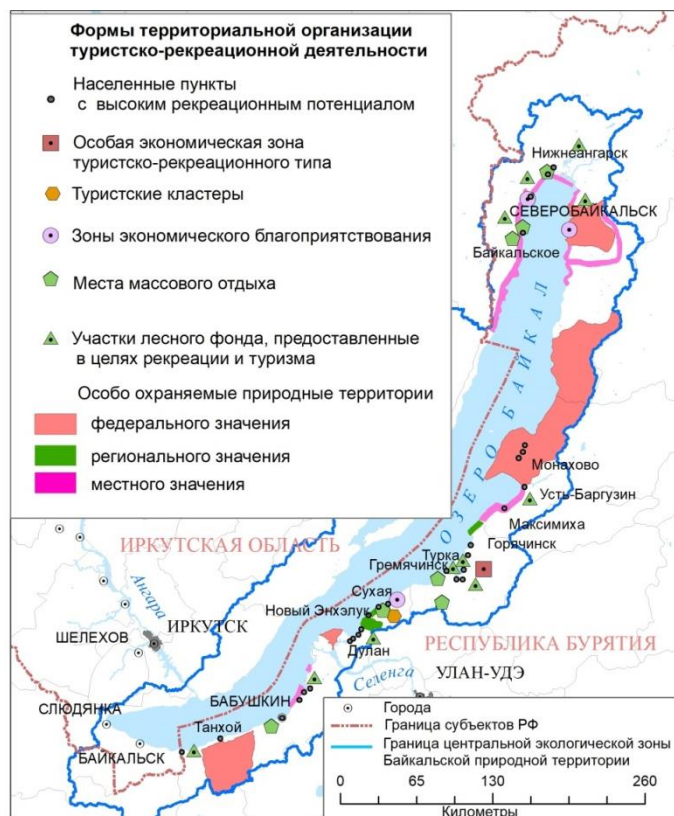 Формы территориальной организации
туристско-рекреационной деятельности
Населенные пункты
с высоким рекреационным потенциалом
Особая экономическая зона
туристско-рекреационного типа
Туристские кластеры
Зоны экономического благоприятствования
Места массового отдыха
Участки лесного фонда, предоставленные
в целях рекреации и туризма
Особо охраняемые природные территории
федерального значения
регионального значения
местного значения
Нижнеангарск
СЕВЕРОБАЙКАЛЬСК
Байкальское
ОЗЕРО БАЙКАЛ
Монахово
Усть-Баргузин
Максимиха
Горячинск
Турка
Гремячинск
Сухая
Новый Энхэлук
Дулан
ИРКУТСКАЯ ОБЛАСТЬ
Ангара
ИРКУТСК
ШЕЛЕХОВ
РЕСПУБЛИКА БУРЯТИЯ
УЛАН-УДЭ
Селенга
БАБУШКИН
СЛЮДЯНКА
Танхой
БАЙКАЛЬСК
Города
Граница субъектов РФ
Граница центральной экологической зоны
Байкальской природной территории
0 65 130 260
Километры